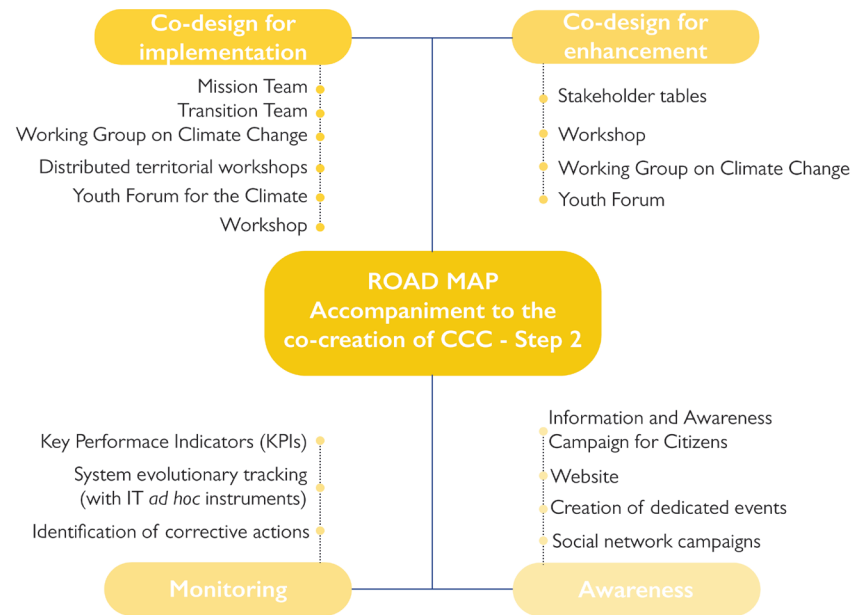 Co-design for
implementation
Mission Team
Transition Team
Working Group on Climate Change
Distributed territorial workshops
Youth Forum for the Climate
Workshop
Co-design for
enhancement
Stakeholder tables
Workshop
Working Group on Climate Change
Youth Forum
ROAD MAP
Accompaniment to the
co-creation of CCC - Step 2
Key Performace Indicators (KPIs)
System evolutionary tracking
(with IT ad hoc instruments)
Identification of corrective actions
Monitoring
Information and Awareness
Campaign for Citizens
Website
Creation of dedicated events
Social network campaigns
Awareness